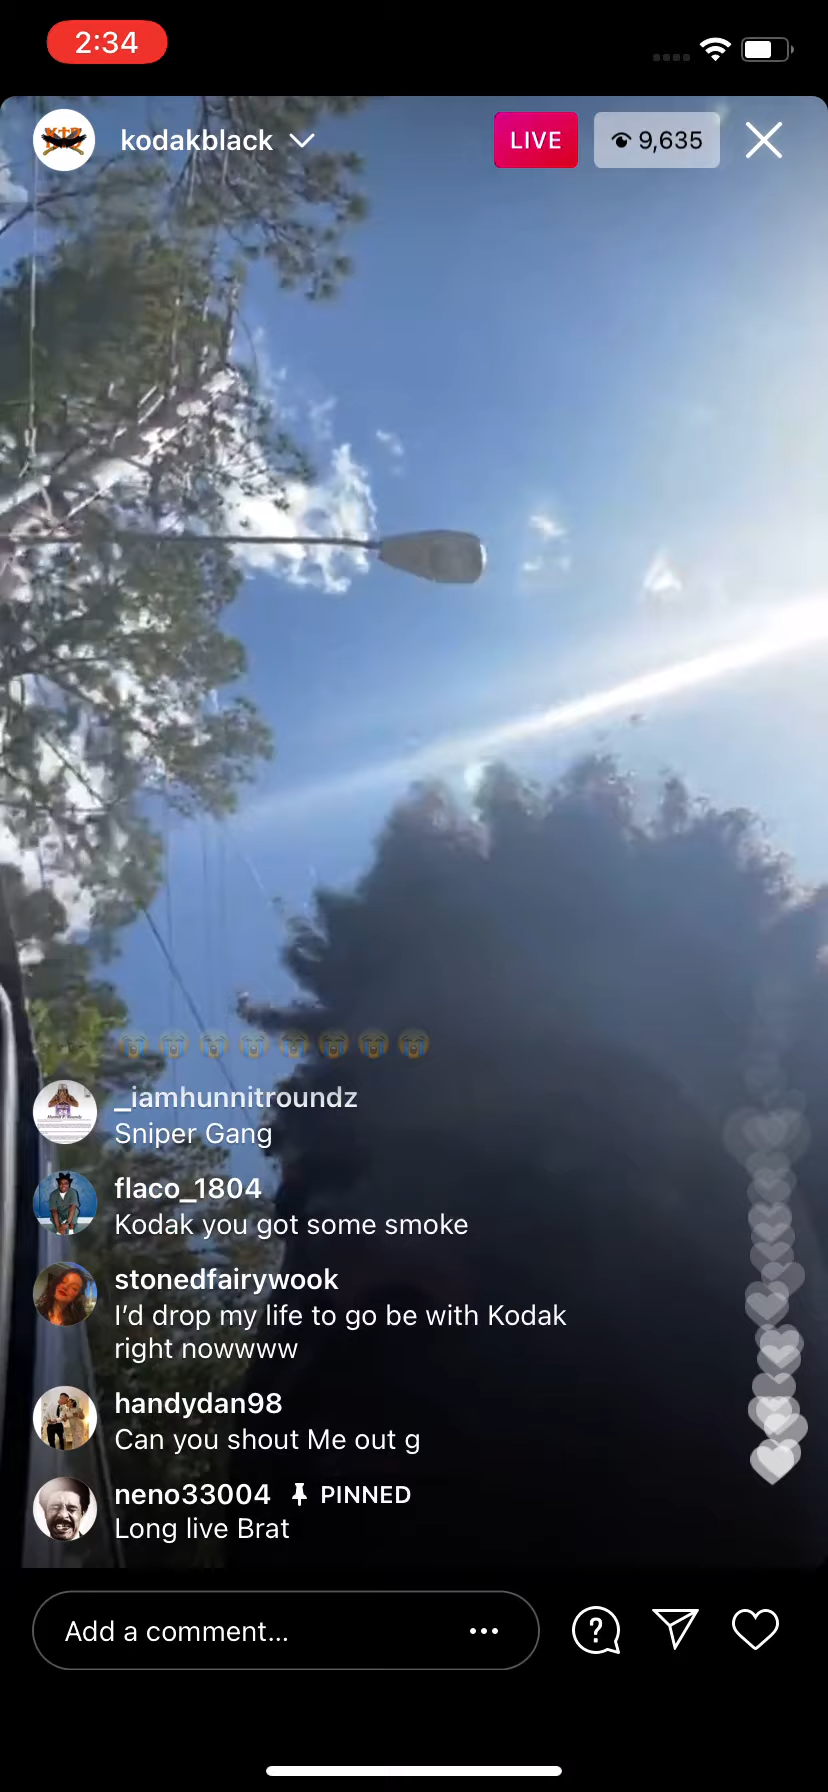 2:34
kodakblack
LIVE
9,635
😭😭😭😭😭😭😭😭
_iamhunnitroundz
Sniper Gang
flaco_1804
Kodak you got some smoke
stonedfairywook
I’d drop my life to go be with Kodak
right nowwww
handydan98
Can you shout Me out g
neno33004 PINNED
Long live Brat
Add a comment...